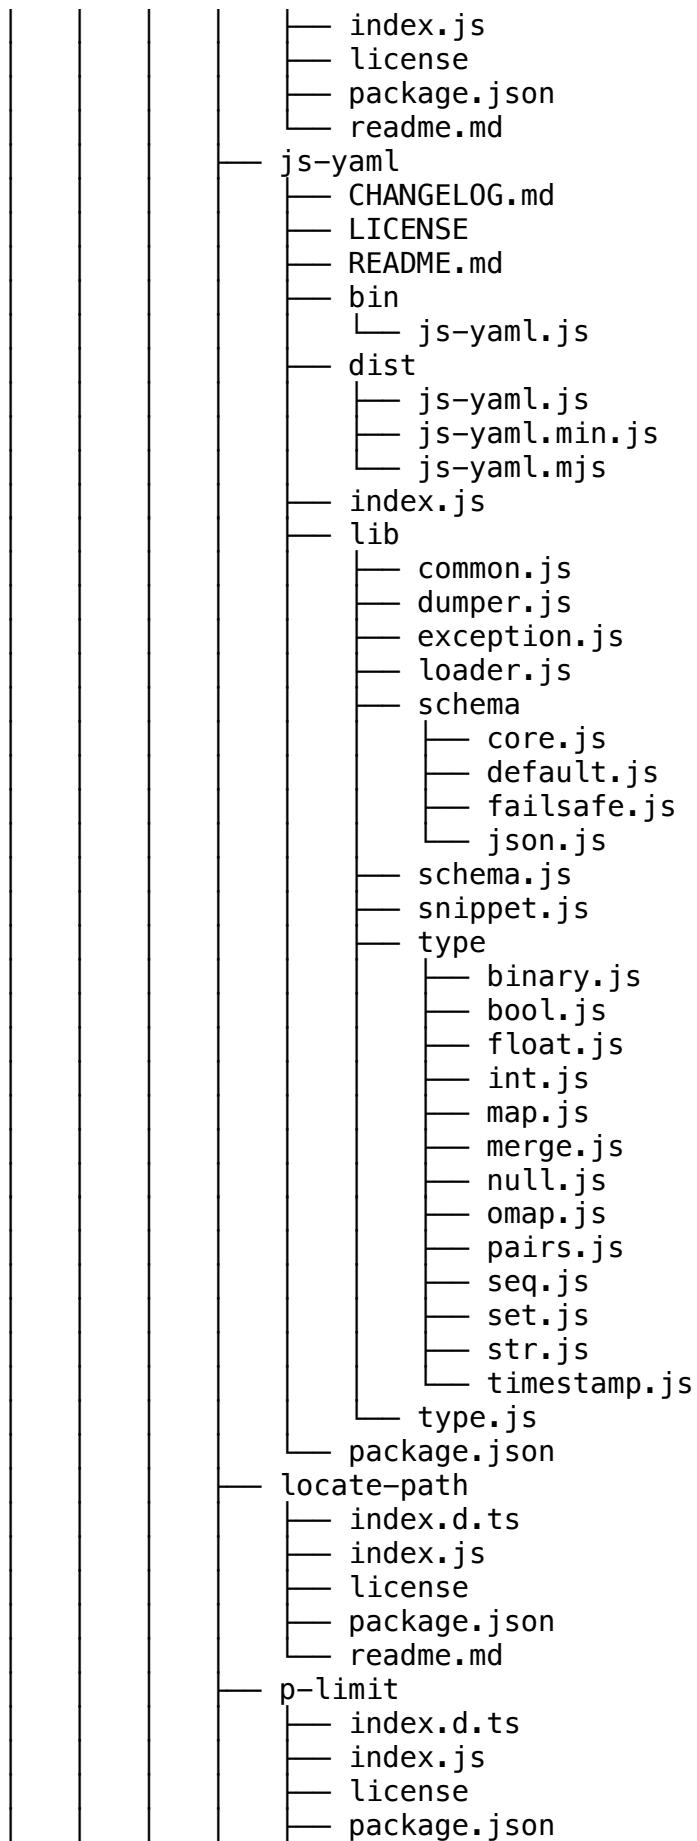 │   │   │   │   ├── index.js
│   │   │   │   ├── license
│   │   │   │   ├── package.json
│   │   │   │   └── readme.md
│   │   │   ├── js-yaml
│   │   │   │   ├── CHANGELOG.md
│   │   │   │   ├── LICENSE
│   │   │   │   ├── README.md
│   │   │   │   ├── bin
│   │   │   │   │   └── js-yaml.js
│   │   │   │   ├── dist
│   │   │   │   │   ├── js-yaml.js
│   │   │   │   │   ├── js-yaml.min.js
│   │   │   │   │   └── js-yaml.mjs
│   │   │   │   ├── index.js
│   │   │   │   ├── lib
│   │   │   │   │   ├── common.js
│   │   │   │   │   ├── dumper.js
│   │   │   │   │   ├── exception.js
│   │   │   │   │   ├── loader.js
│   │   │   │   │   ├── schema
│   │   │   │   │   │   ├── core.js
│   │   │   │   │   │   ├── default.js
│   │   │   │   │   │   ├── failsafe.js
│   │   │   │   │   │   └── json.js
│   │   │   │   │   ├── schema.js
│   │   │   │   │   ├── snippet.js
│   │   │   │   │   ├── type
│   │   │   │   │   │   ├── binary.js
│   │   │   │   │   │   ├── bool.js
│   │   │   │   │   │   ├── float.js
│   │   │   │   │   │   ├── int.js
│   │   │   │   │   │   ├── map.js
│   │   │   │   │   │   ├── merge.js
│   │   │   │   │   │   ├── null.js
│   │   │   │   │   │   ├── omap.js
│   │   │   │   │   │   ├── pairs.js
│   │   │   │   │   │   ├── seq.js
│   │   │   │   │   │   ├── set.js
│   │   │   │   │   │   ├── str.js
│   │   │   │   │   │   └── timestamp.js
│   │   │   │   │   └── type.js
│   │   │   │   └── package.json
│   │   │   ├── locate-path
│   │   │   │   ├── index.d.ts
│   │   │   │   ├── index.js
│   │   │   │   ├── license
│   │   │   │   ├── package.json
│   │   │   │   └── readme.md
│   │   │   ├── p-limit
│   │   │   │   ├── index.d.ts
│   │   │   │   ├── index.js
│   │   │   │   ├── license
│   │   │   │   ├── package.json